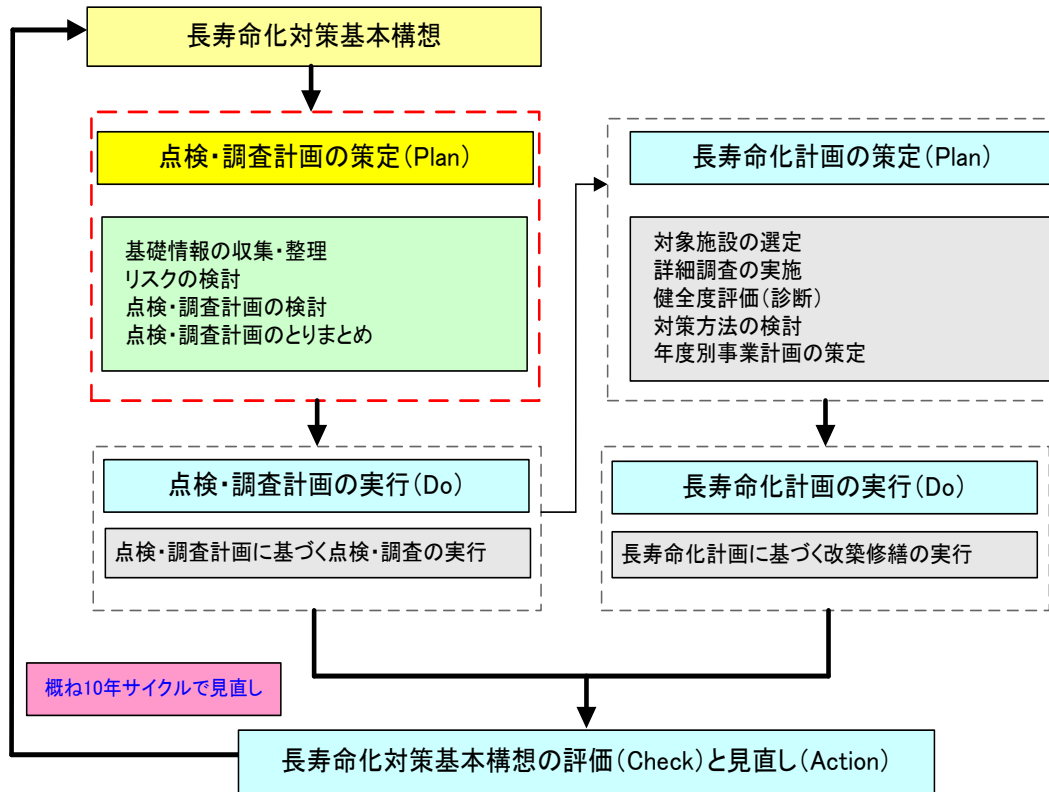 長寿命化対策基本構想
点検・調査計画の策定(Plan)
基礎情報の収集・整理
リスクの検討
点検・調査計画の検討
点検・調査計画のとりまとめ
長寿命化計画の策定(Plan)
対象施設の選定
詳細調査の実施
健全度評価(診断)
対策方法の検討
年度別事業計画の策定
点検・調査計画の実行(Do)
点検・調査計画に基づく点検・調査の実行
長寿命化計画の実行(Do)
長寿命化計画に基づく改築修繕の実行
概ね10年サイクルで見直し
長寿命化対策基本構想の評価(Check)と見直し(Action)